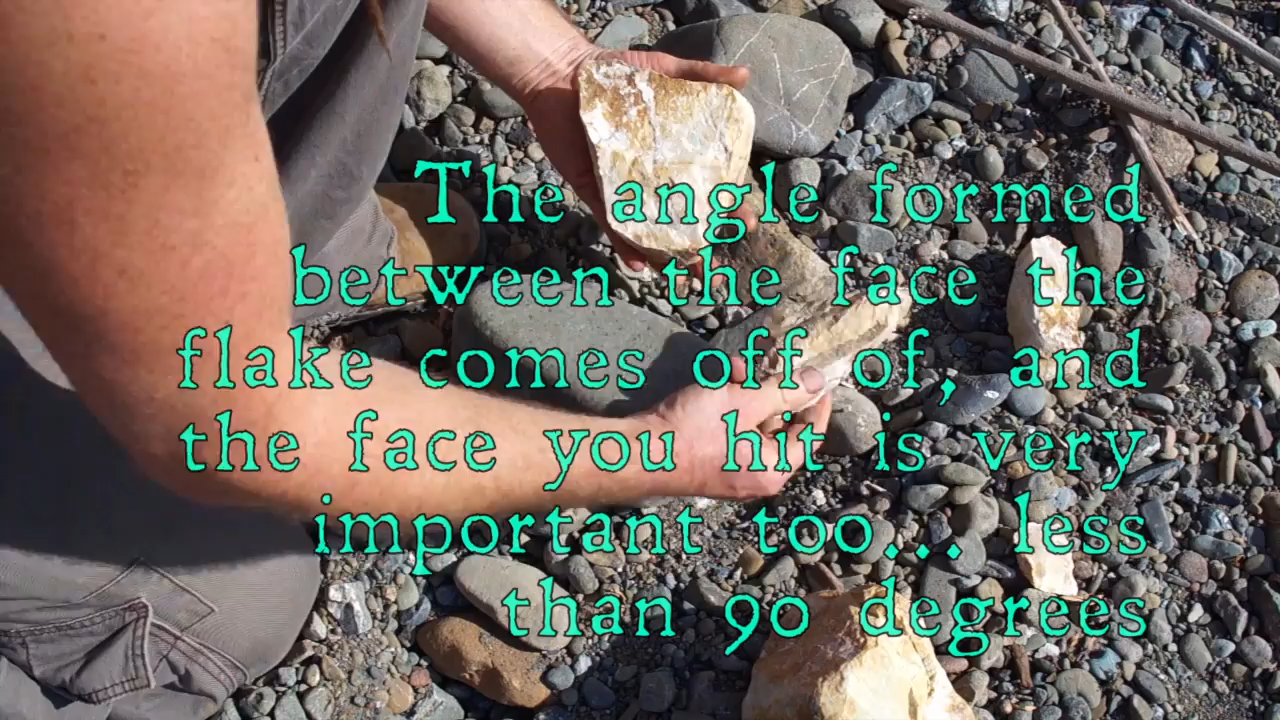 The angle formed
between the face the
flake comes off of, and
the face you hit is very
important too... less
than 90 degrees